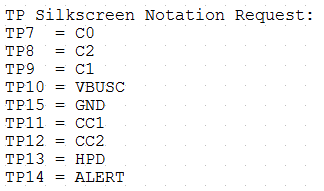 TP Silkscreen Notation Request:
TP7 = C0
TP8 = C2
TP9 = C1
TP10 = VBUSC
TP15 = GND
TP11 = CC1
TP12 = CC2
TP13 = HPD
TP14 = ALERT